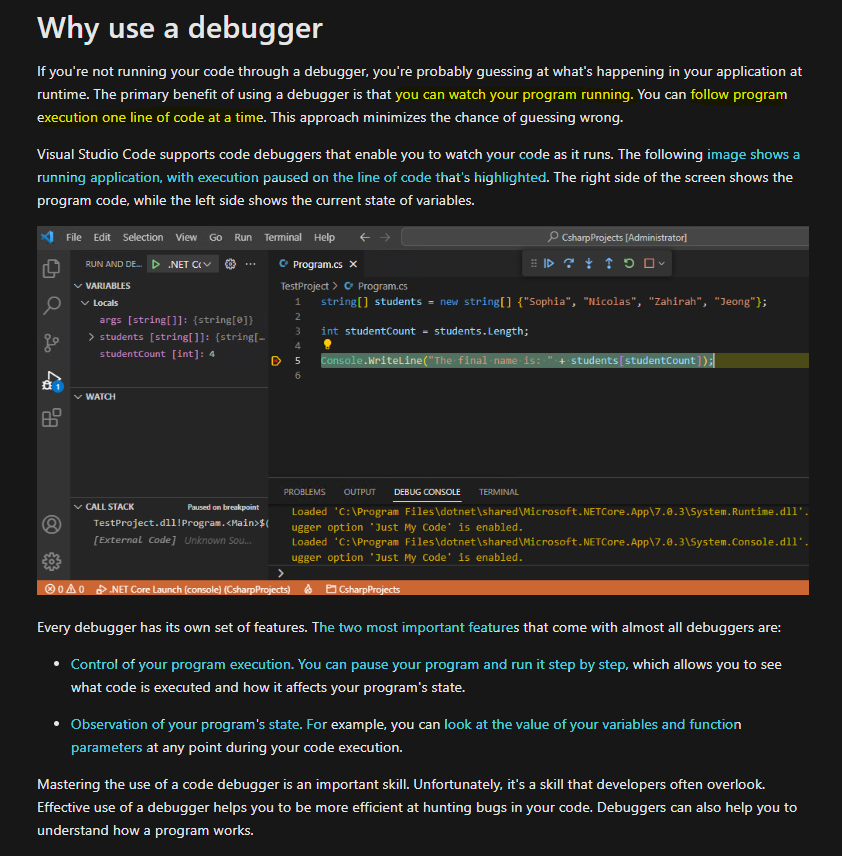 Why use a debugger
If you're not running your code through a debugger, you're probably guessing at what's happening in your application at
runtime. The primary benefit of using a debugger is that you can watch your program running. You can follow program
execution one line of code at a time. This approach minimizes the chance of guessing wrong.
Visual Studio Code supports code debuggers that enable you to watch your code as it runs. The following image shows a
running application, with execution paused on the line of code that's highlighted. The right side of the screen shows the
program code, while the left side shows the current state of variables.
File Edit Selection View Go Run Terminal Help CsharpProjects [Administrator]
RUN AND DE... .NET C Program.cs
VARIABLES
Locals
args [string[]]: {string[0]}
students [string[]]: {string[...
studentCount [int]: 4
WATCH
CALL STACK Paused on breakpoint
TestProject.dll!Program.<Main>$(
[External Code] Unknown Sou...
TestProject > Program.cs
1 string[] students = new string[] {"Sophia", "Nicolas", "Zahirah", "Jeong"};
2
3 int studentCount = students.Length;
4
5 Console.WriteLine("The final name is: " + students[studentCount]);
6
PROBLEMS OUTPUT DEBUG CONSOLE TERMINAL
Loaded 'C:\Program Files\dotnet\shared\Microsoft.NETCore.App\7.0.3\System.Runtime.dll'.
ugger option 'Just My Code' is enabled.
Loaded 'C:\Program Files\dotnet\shared\Microsoft.NETCore.App\7.0.3\System.Console.dll'.
ugger option 'Just My Code' is enabled.
>
0 0 .NET Core Launch (console) (CsharpProjects) CsharpProjects
Every debugger has its own set of features. The two most important features that come with almost all debuggers are:
• Control of your program execution. You can pause your program and run it step by step, which allows you to see
what code is executed and how it affects your program's state.
• Observation of your program's state. For example, you can look at the value of your variables and function
parameters at any point during your code execution.
Mastering the use of a code debugger is an important skill. Unfortunately, it's a skill that developers often overlook.
Effective use of a debugger helps you to be more efficient at hunting bugs in your code. Debuggers can also help you to
understand how a program works.